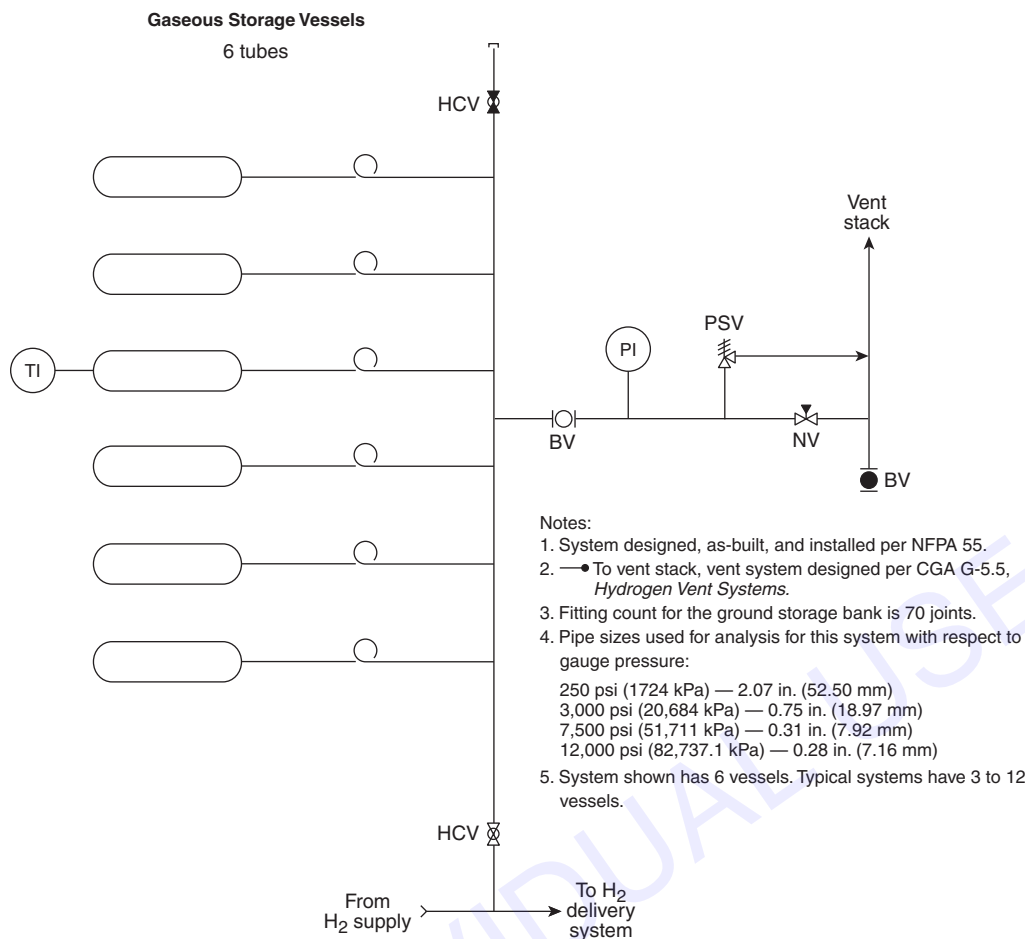 Gaseous Storage Vessels
6 tubes
HCV
Vent
stack
PSV
PI
TI
BV
NV
BV
Notes:
1. System designed, as-built, and installed per NFPA 55.
2. To vent stack, vent system designed per CGA G-5.5,
Hydrogen Vent Systems.
3. Fitting count for the ground storage bank is 70 joints.
4. Pipe sizes used for analysis for this system with respect to
gauge pressure:
250 psi (1724 kPa) — 2.07 in. (52.50 mm)
3,000 psi (20,684 kPa) — 0.75 in. (18.97 mm)
7,500 psi (51,711 kPa) — 0.31 in. (7.92 mm)
12,000 psi (82,737.1 kPa) — 0.28 in. (7.16 mm)
5. System shown has 6 vessels. Typical systems have 3 to 12
vessels.
HCV
From
H2 supply
To H2
delivery
system